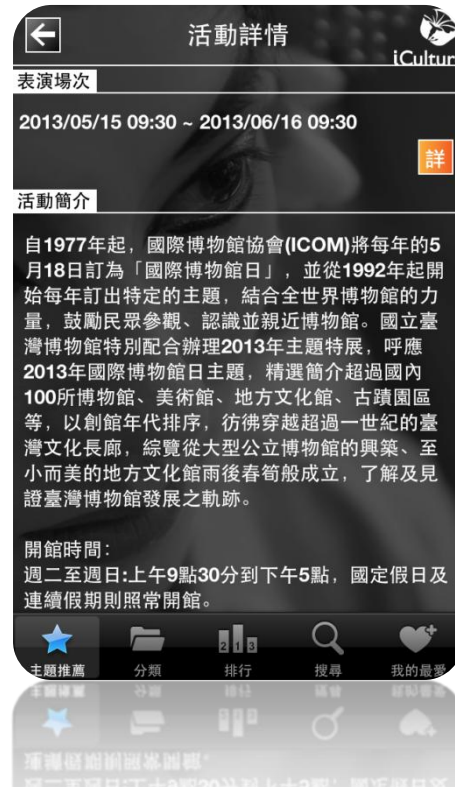 活動詳情
iCultur
表演場次
2013/05/15 09:30 ~ 2013/06/16 09:30
詳
活動簡介
自1977年起，國際博物館協會(ICOM)將每年的5
月18日訂為「國際博物館日」，並從1992年起開
始每年訂出特定的主題，結合全世界博物館的力
量，鼓勵民眾參觀、認識並親近博物館。國立臺
灣博物館特別配合辦理2013年主題特展，呼應
2013年國際博物館日主題，精選簡介超過國內
100所博物館、美術館、地方文化館、古蹟園區
等，以創館年代排序，彷彿穿越超過一世紀的臺
灣文化長廊，綜覽從大型公立博物館的興築、至
小而美的地方文化館雨後春筍般成立，了解及見
證臺灣博物館發展之軌跡。
開館時間：
週二至週日:上午9點30分到下午5點，國定假日及
連續假期則照常開館。
2 1 3
主題推薦 分類 排行 搜尋 我的最愛